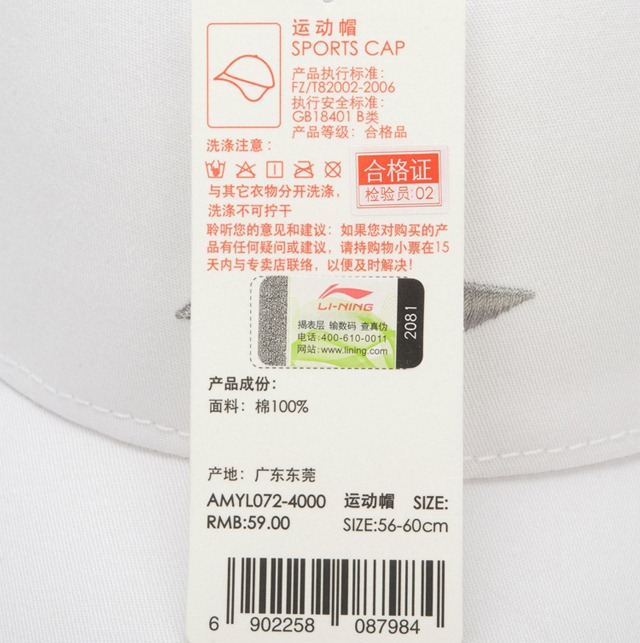 运动帽
SPORTS CAP
产品执行标准:
FZ/T82002-2006
执行安全标准:
GB18401 B类
产品等级: 合格品
洗涤注意:
合格证
检验员:02
与其它衣物分开洗涤,
洗涤不可拧干
聆听您的意见和建议: 如果您对购买的产
品有任何疑问或建议, 请持购物小票在15
天内与专卖店联络, 以便及时解决!
LI-NING
揭表层 输数码 查真伪
电话:400-610-0011
网站:www.lining.com
2081
产品成份:
面料: 棉100%
产地: 广东东莞
AMYL072-4000 运动帽 SIZE:
RMB:59.00 SIZE:56-60cm
6 902258 087984